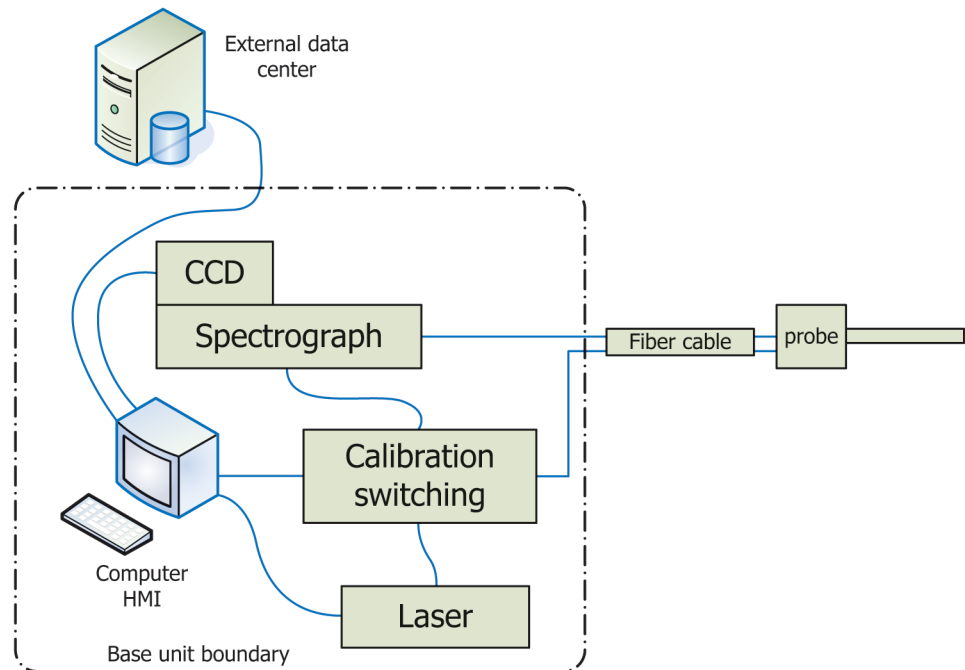 External data
center
CCD
Spectrograph
Fiber cable
probe
Calibration
switching
Computer
HMI
Laser
Base unit boundary